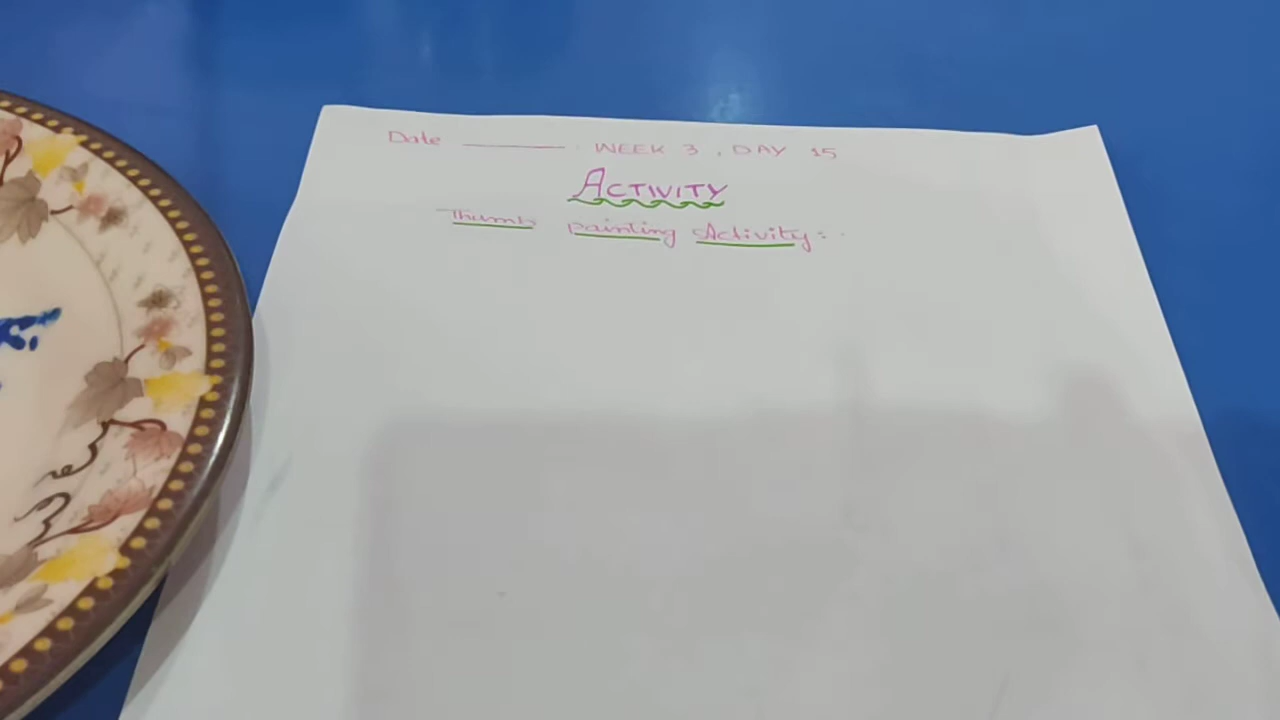 Date ________ WEEK 3, DAY 15
ACTIVITY
Thumb painting Activity:-